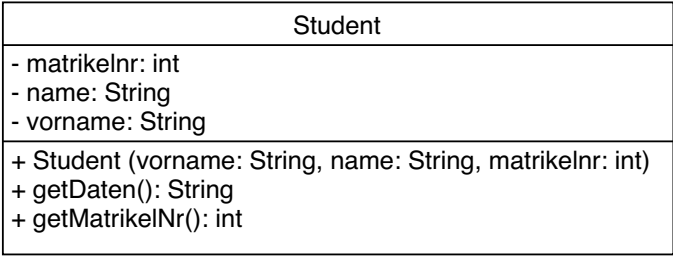 Student
- matrikelnr: int
- name: String
- vorname: String
+ Student (vorname: String, name: String, matrikelnr: int)
+ getDaten(): String
+ getMatrikelNr(): int